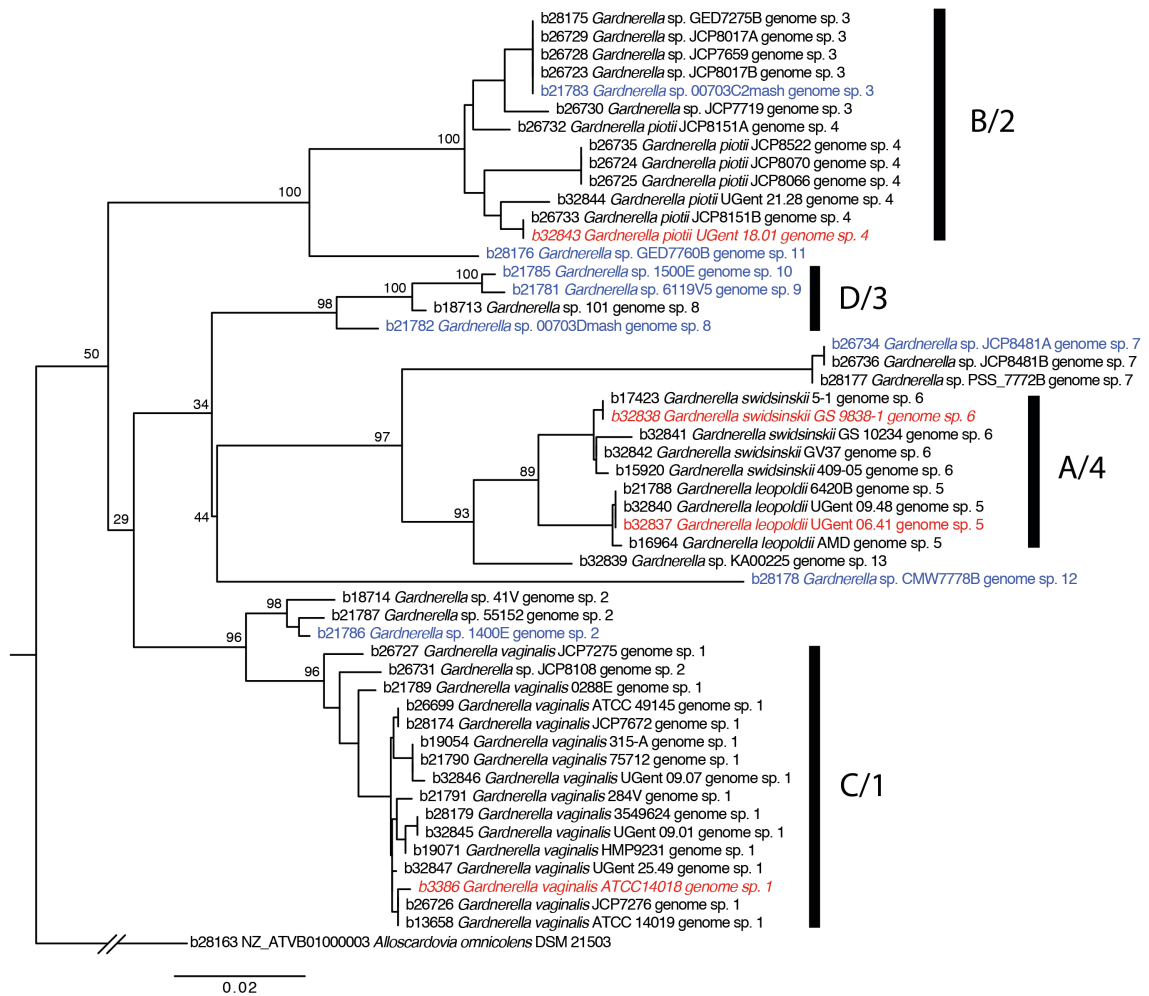 b28175 Gardnerella sp. GED7275B genome sp. 3
b26729 Gardnerella sp. JCP8017A genome sp. 3
b26728 Gardnerella sp. JCP7659 genome sp. 3
b26723 Gardnerella sp. JCP8017B genome sp. 3
b21783 Gardnerella sp. 00703C2mash genome sp. 3
b26730 Gardnerella sp. JCP7719 genome sp. 3
b26732 Gardnerella piotii JCP8151A genome sp. 4
b26735 Gardnerella piotii JCP8522 genome sp. 4
b26724 Gardnerella piotii JCP8070 genome sp. 4
b26725 Gardnerella piotii JCP8066 genome sp. 4
b32844 Gardnerella piotii UGent 21.28 genome sp. 4
b26733 Gardnerella piotii JCP8151B genome sp. 4
b32843 Gardnerella piotii UGent 18.01 genome sp. 4
b28176 Gardnerella sp. GED7760B genome sp. 11
B/2
100
100
b21785 Gardnerella sp. 1500E genome sp. 10
b21781 Gardnerella sp. 6119V5 genome sp. 9
b18713 Gardnerella sp. 101 genome sp. 8
b21782 Gardnerella sp. 00703Dmash genome sp. 8
D/3
100
100
98
b26734 Gardnerella sp. JCP8481A genome sp. 7
b26736 Gardnerella sp. JCP8481B genome sp. 7
b28177 Gardnerella sp. PSS_7772B genome sp. 7
50
34
b17423 Gardnerella swidsinskii 5-1 genome sp. 6
b32838 Gardnerella swidsinskii GS 9838-1 genome sp. 6
b32841 Gardnerella swidsinskii GS 10234 genome sp. 6
b32842 Gardnerella swidsinskii GV37 genome sp. 6
b15920 Gardnerella swidsinskii 409-05 genome sp. 6
b21788 Gardnerella leopoldii 6420B genome sp. 5
b32840 Gardnerella leopoldii UGent 09.48 genome sp. 5
b32837 Gardnerella leopoldii UGent 06.41 genome sp. 5
b16964 Gardnerella leopoldii AMD genome sp. 5
b32839 Gardnerella sp. KA00225 genome sp. 13
b28178 Gardnerella sp. CMW7778B genome sp. 12
A/4
97
89
93
29
44
b18714 Gardnerella sp. 41V genome sp. 2
b21787 Gardnerella sp. 55152 genome sp. 2
b21786 Gardnerella sp. 1400E genome sp. 2
98
96
96
b26727 Gardnerella vaginalis JCP7275 genome sp. 1
b26731 Gardnerella sp. JCP8108 genome sp. 2
b21789 Gardnerella vaginalis 0288E genome sp. 1
b26699 Gardnerella vaginalis ATCC 49145 genome sp. 1
b28174 Gardnerella vaginalis JCP7672 genome sp. 1
b19054 Gardnerella vaginalis 315-A genome sp. 1
b21790 Gardnerella vaginalis 75712 genome sp. 1
b32846 Gardnerella vaginalis UGent 09.07 genome sp. 1
b21791 Gardnerella vaginalis 284V genome sp. 1
b28179 Gardnerella vaginalis 3549624 genome sp. 1
b32845 Gardnerella vaginalis UGent 09.01 genome sp. 1
b19071 Gardnerella vaginalis HMP9231 genome sp. 1
b32847 Gardnerella vaginalis UGent 25.49 genome sp. 1
b3386 Gardnerella vaginalis ATCC14018 genome sp. 1
b26726 Gardnerella vaginalis JCP7276 genome sp. 1
b13658 Gardnerella vaginalis ATCC 14019 genome sp. 1
C/1
b28163 NZ_ATVB01000003 Alloscardovia omnicolens DSM 21503
0.02